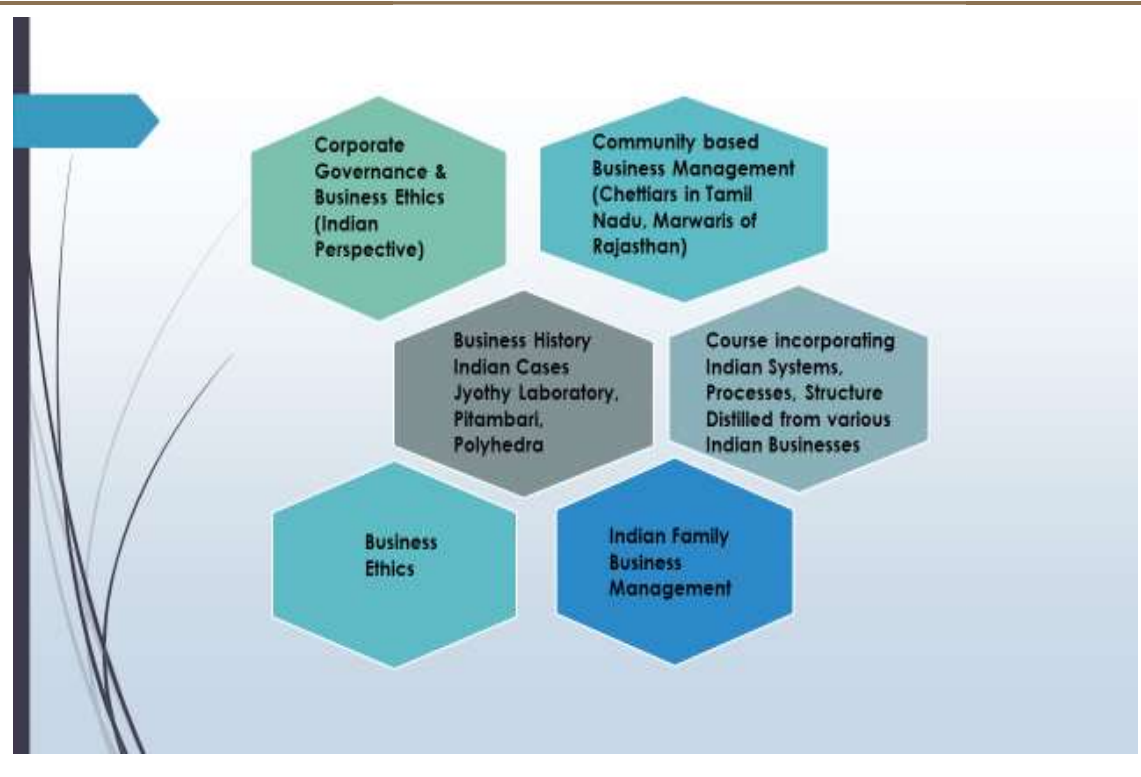 Corporate
Governance &
Business Ethics
(Indian
Perspective)
Community based
Business Management
(Chettiars in Tamil
Nadu, Marwaris of
Rajasthan)
Business History
Indian Cases
Jyothy Laboratory,
Pitambari,
Polyhedra
Course incorporating
Indian Systems,
Processes, Structure
Distilled from various
Indian Businesses
Business
Ethics
Indian Family
Business
Management